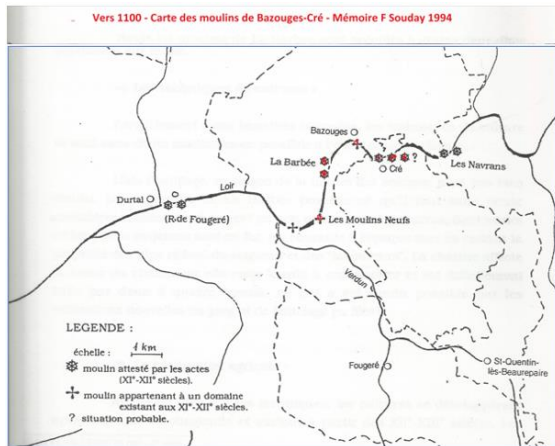 Vers 1100 - Carte des moulins de Bazouges-Cré - Mémoire F Souday 1994
Bazouges
La Barbée
Cré
?
Les Navrans
Durtal
Loir
(R. de Fougeré)
Les Moulins Neufs
Verdun
LEGENDE :
échelle : 1 km
moulin attesté par les actes
(XIe-XIIe siècles).
moulin appartenant à un domaine
existant aux XIe-XIIe siècles.
? situation probable.
Fougeré
St-Quentin-
lès-Beaurepaire